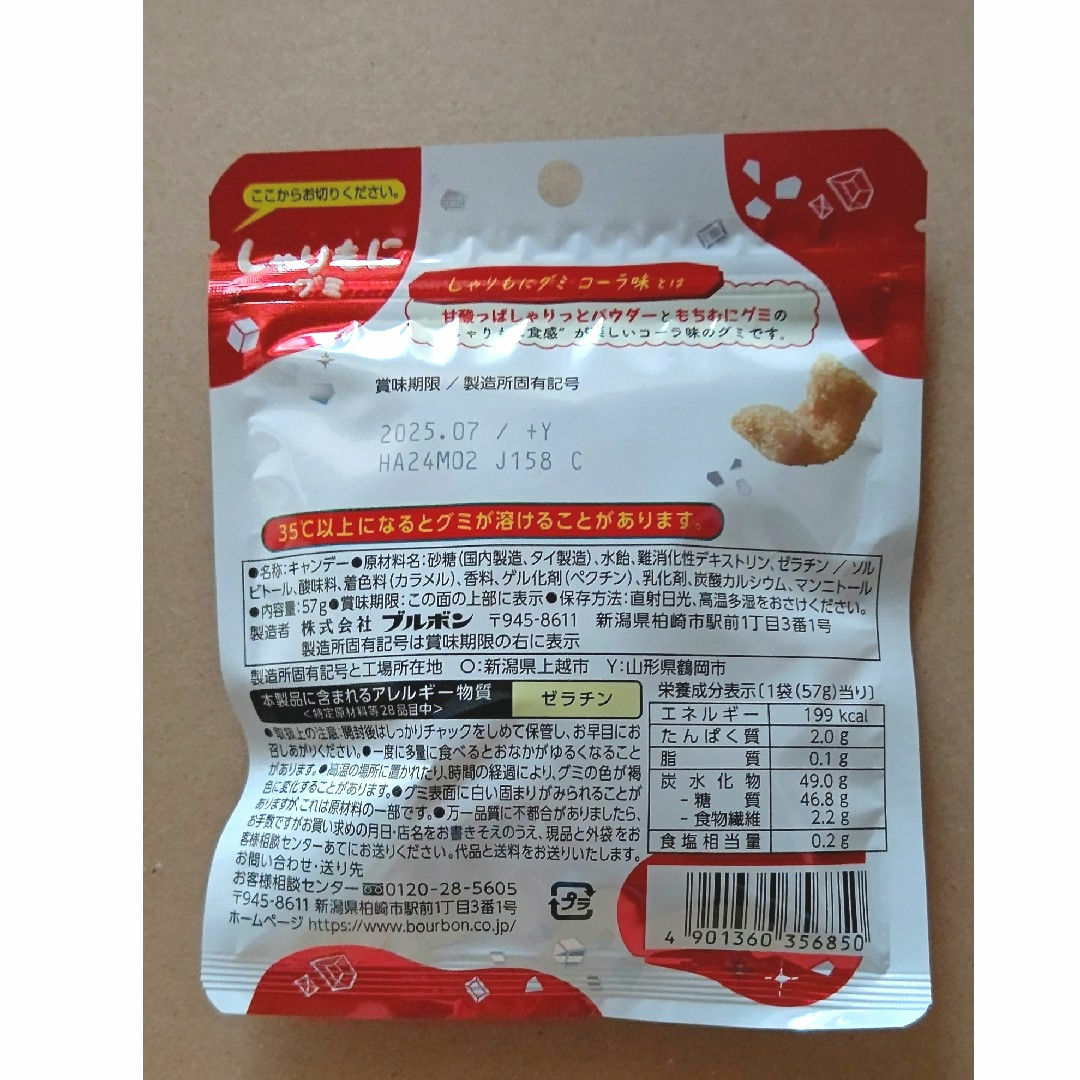 ここからお切りください。
しゃりもに
グミ
しゃりもにグミ コーラ味とは
甘酸っぱしゃりっとパウダーともちむにグミの
食感"が楽しいコーラ味のグミです。
賞味期限 / 製造所固有記号
2025.07 / +Y
HA24M02 J158 C
35℃以上になるとグミが溶けることがあります。
●名称:キャンデー●原材料名:砂糖(国内製造、タイ製造)、水飴、難消化性デキストリン、ゼラチン / ソル
ビトール、酸味料、着色料(カラメル)、香料、ゲル化剤(ペクチン)、乳化剤、炭酸カルシウム、マンニトール
●内容量:57g●賞味期限:この面の上部に表示●保存方法:直射日光、高温多湿をおさけください。
製造者 株式会社 ブルボン 〒945-8611 新潟県柏崎市駅前1丁目3番1号
製造所固有記号は賞味期限の右に表示
製造所固有記号と工場所在地 O:新潟県上越市 Y:山形県鶴岡市
本製品に含まれるアレルギー物質
<特定原材料等28品目中>
ゼラチン
●取扱上の注意:開封後はしっかりチャックをしめて保管し、お早目にお
召しあがりください。●一度に多量に食べるとおなかがゆるくなること
があります。●高温の場所に置かれたり、時間の経過により、グミの色が褐
色に変化することがあります。●グミ表面に白い固まりがみられることが
ありますが、これは原材料の一部です。●万一品質に不都合がありましたら、
お手数ですがお買い求めの月日・店名をお書きそえのうえ、現品と外袋をお
客様相談センターあてにお送りください。代品と送料をお送りいたします。
お問い合わせ・送り先
お客様相談センター 0120-28-5605
〒945-8611 新潟県柏崎市駅前1丁目3番1号
ホームページ https://www.bourbon.co.jp/
プラ
栄養成分表示〔1袋(57g)当り〕
エネルギー 199 kcal
たんぱく質 2.0 g
脂質 0.1 g
炭水化物 49.0 g
- 糖質 46.8 g
- 食物繊維 2.2 g
食塩相当量 0.2 g
4 901360 356850